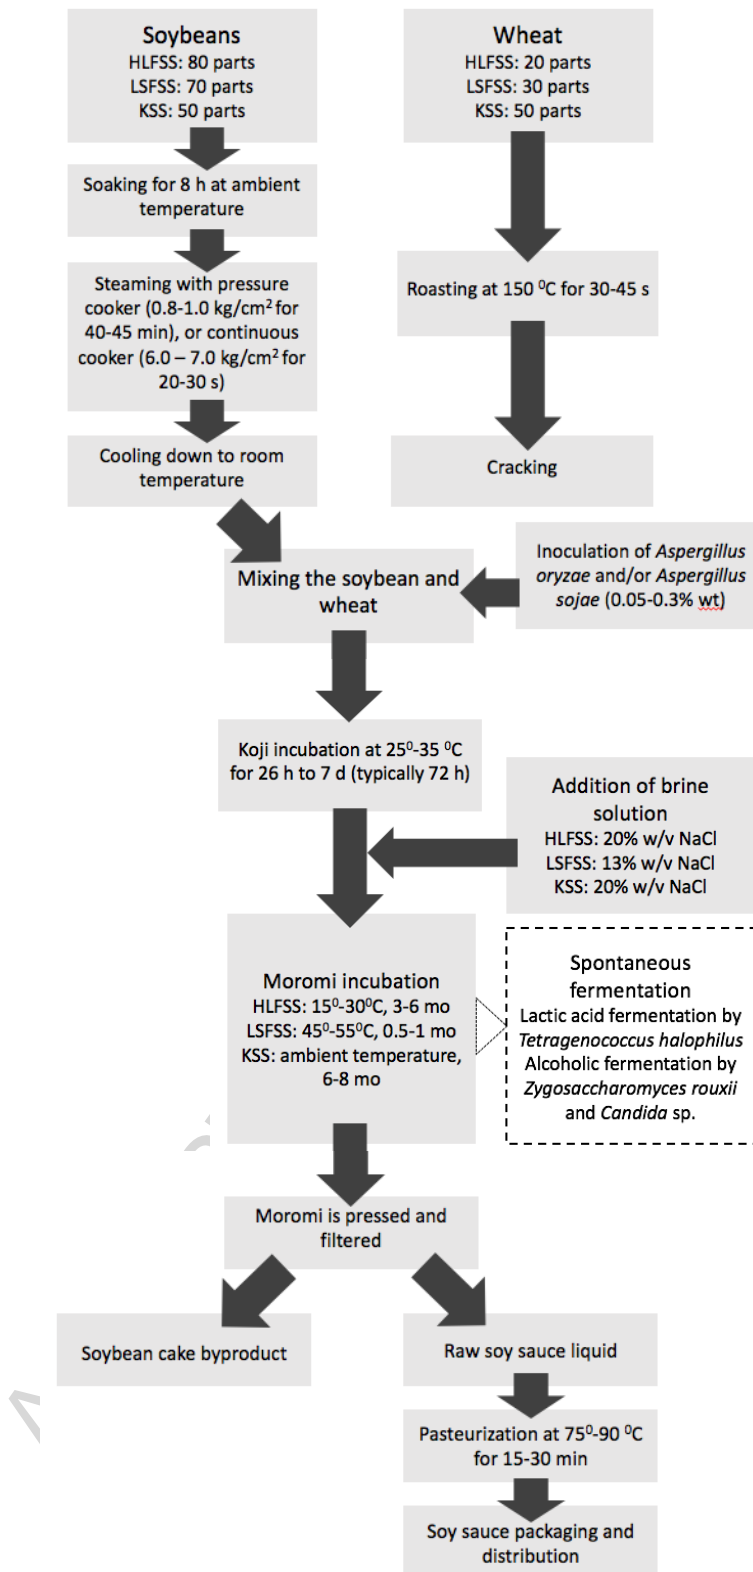 Soybeans
HLFSS: 80 parts
LSFSS: 70 parts
KSS: 50 parts
Wheat
HLFSS: 20 parts
LSFSS: 30 parts
KSS: 50 parts
Soaking for 8 h at ambient
temperature
Steaming with pressure
cooker (0.8-1.0 kg/cm² for
40-45 min), or continuous
cooker (6.0 – 7.0 kg/cm² for
20-30 s)
Roasting at 150 ⁰C for 30-45 s
Cooling down to room
temperature
Cracking
Mixing the soybean and
wheat
Inoculation of Aspergillus
oryzae and/or Aspergillus
sojae (0.05-0.3% wt)
Koji incubation at 25⁰-35 ⁰C
for 26 h to 7 d (typically 72 h)
Addition of brine
solution
HLFSS: 20% w/v NaCl
LSFSS: 13% w/v NaCl
KSS: 20% w/v NaCl
Moromi incubation
HLFSS: 15⁰-30⁰C, 3-6 mo
LSFSS: 45⁰-55⁰C, 0.5-1 mo
KSS: ambient temperature,
6-8 mo
Spontaneous
fermentation
Lactic acid fermentation by
Tetragenococcus halophilus
Alcoholic fermentation by
Zygosaccharomyces rouxii
and Candida sp.
Moromi is pressed and
filtered
Soybean cake byproduct
Raw soy sauce liquid
Pasteurization at 75⁰-90 ⁰C
for 15-30 min
Soy sauce packaging and
distribution